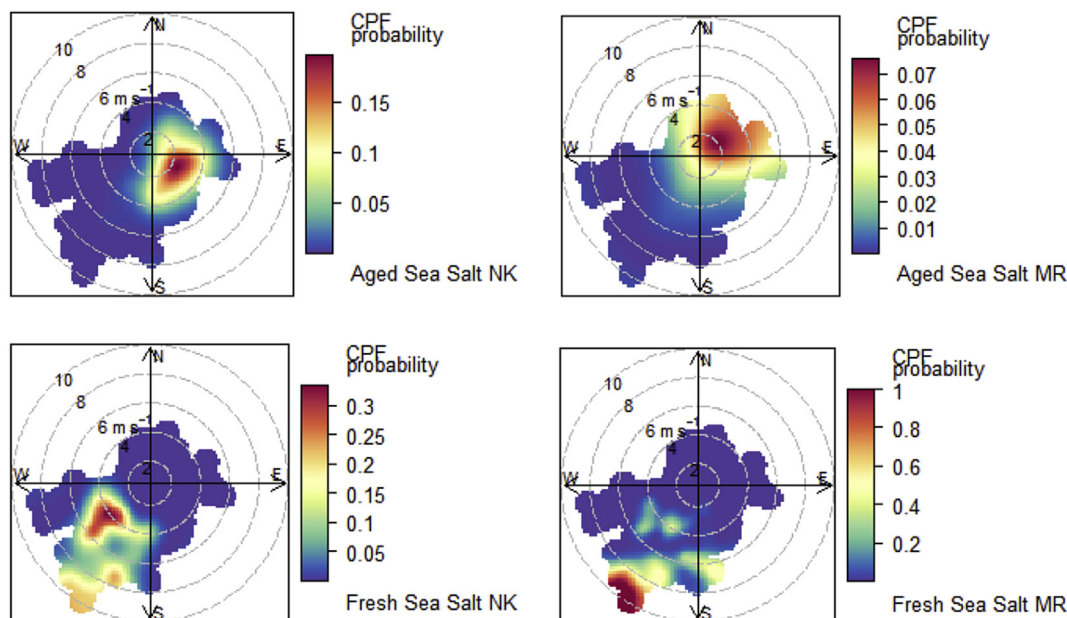 CPF
probability
N
10
8
6 m s -1
4
2
W
E
S
0.15
0.1
0.05
Aged Sea Salt NK
CPF
probability
N
10
8
6 m s -1
4
2
W
E
S
0.07
0.06
0.05
0.04
0.03
0.02
0.01
Aged Sea Salt MR
CPF
probability
N
10
8
6 m s -1
4
2
W
E
S
0.3
0.25
0.2
0.15
0.1
0.05
Fresh Sea Salt NK
CPF
probability
N
10
8
6 m s -1
4
2
W
E
S
1
0.8
0.6
0.4
0.2
Fresh Sea Salt MR